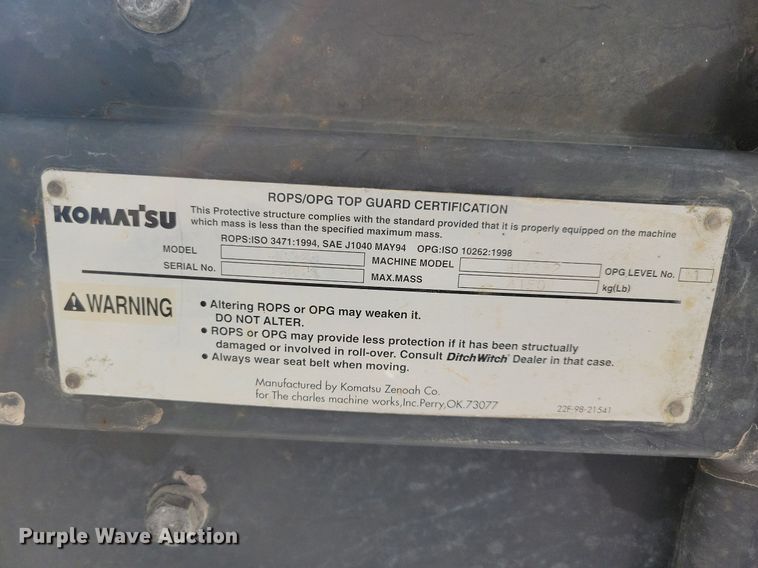 KOMATSU
ROPS/OPG TOP GUARD CERTIFICATION
This Protective structure complies with the standard provided that it is properly equipped on the machine
which mass is less than the specified maximum mass.
ROPS:ISO 3471:1994, SAE J1040 MAY94 OPG:ISO 10262:1998
MODEL MACHINE MODEL OPG LEVEL No. 1
SERIAL No. MAX.MASS kg(Lb)
WARNING
• Altering ROPS or OPG may weaken it.
DO NOT ALTER.
• ROPS or OPG may provide less protection if it has been structually
damaged or involved in roll-over. Consult DitchWitch® Dealer in that case.
• Always wear seat belt when moving.
Manufactured by Komatsu Zenoah Co.
for The charles machine works,Inc.Perry,OK.73077
22F-98-21541
Purple Wave Auction